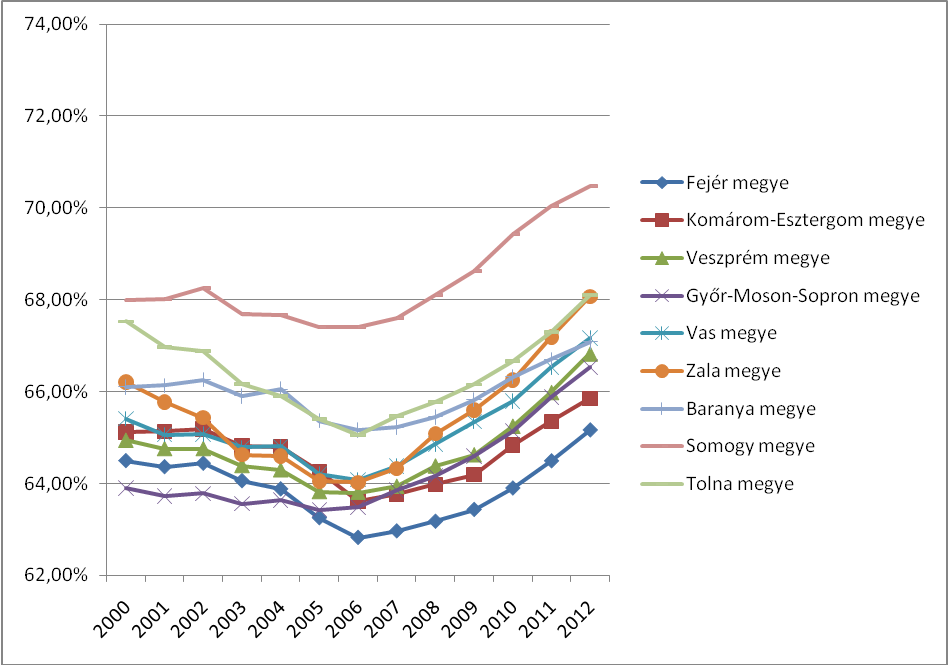 74,00%
72,00%
70,00%
68,00%
66,00%
64,00%
62,00%
2000
2001
2002
2003
2004
2005
2006
2007
2008
2009
2010
2011
2012
Fejér megye
Komárom-Esztergom megye
Veszprém megye
Győr-Moson-Sopron megye
Vas megye
Zala megye
Baranya megye
Somogy megye
Tolna megye